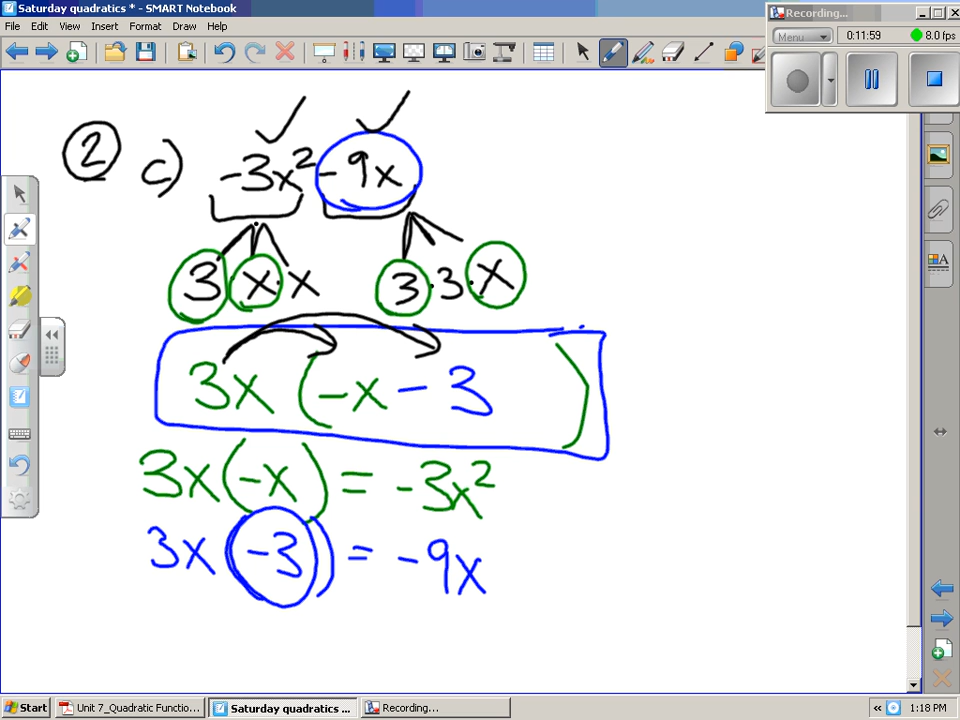 Saturday quadratics * - SMART Notebook
File Edit View Insert Format Draw Help
Recording...
Menu 0:11:59 8.0 fps
② c) -3x² - 9x
3 x · x 3 · 3 · x
3x (-x - 3 )
3x(-x) = -3x²
3x (-3) = -9x
Start Unit 7_Quadratic Function... Saturday quadratics ... Recording... « 1:18 PM